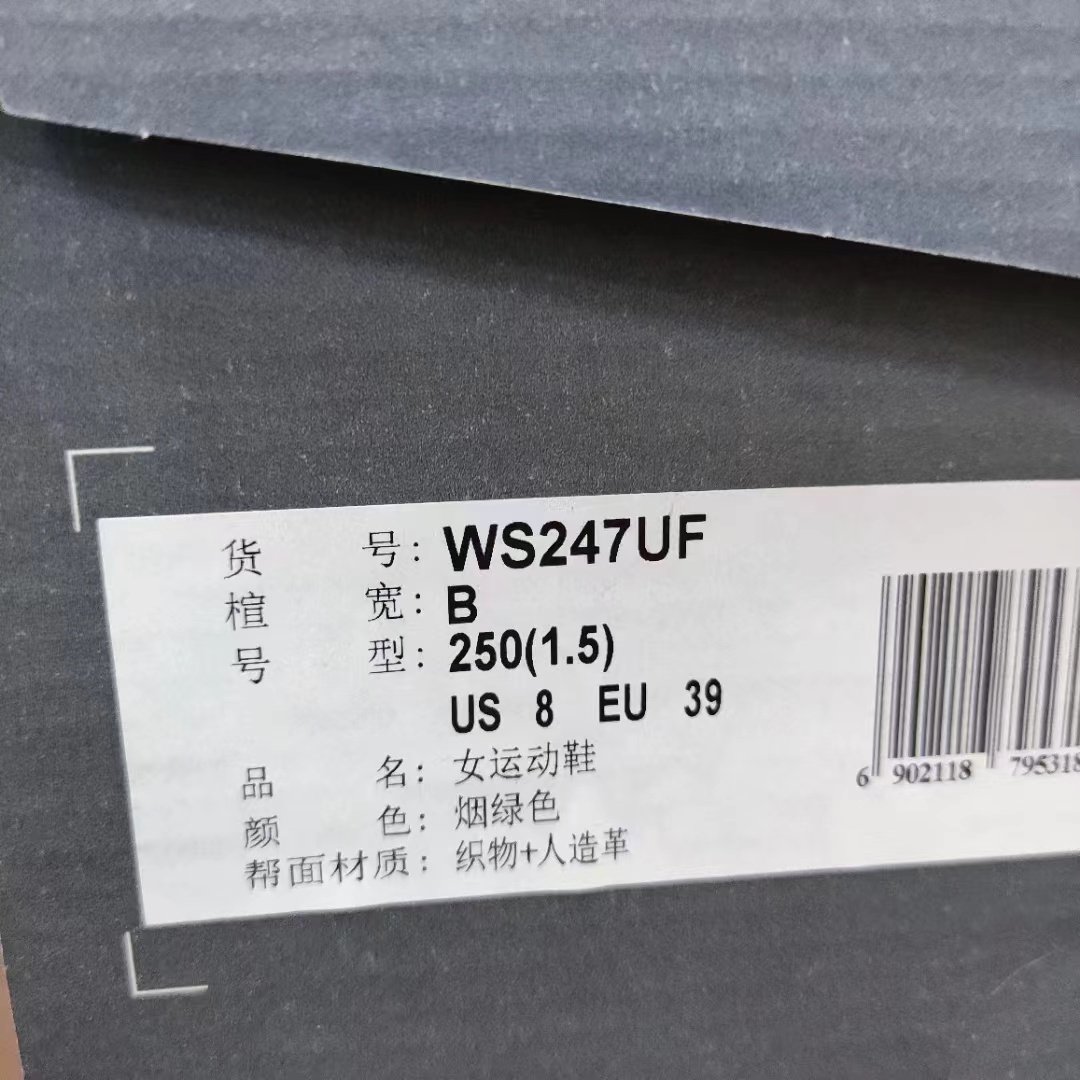 货 号: WS247UF
楦 宽: B
号 型: 250(1.5)
US 8 EU 39
品 名: 女运动鞋
颜 色: 烟绿色
帮面材质: 织物+人造革
6 902118 795318